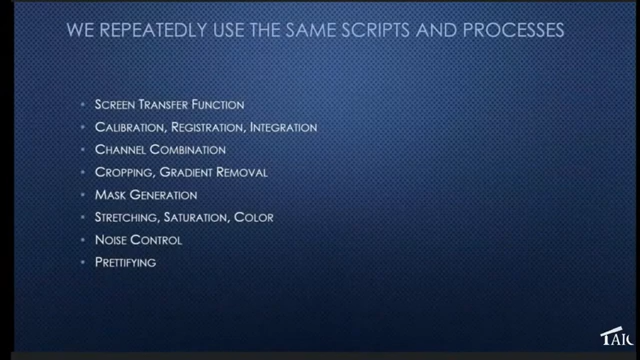 WE REPEATEDLY USE THE SAME SCRIPTS AND PROCESSES
• SCREEN TRANSFER FUNCTION
• CALIBRATION, REGISTRATION, INTEGRATION
• CHANNEL COMBINATION
• CROPPING, GRADIENT REMOVAL
• MASK GENERATION
• STRETCHING, SATURATION, COLOR
• NOISE CONTROL
• PRETTIFYING
TAIC